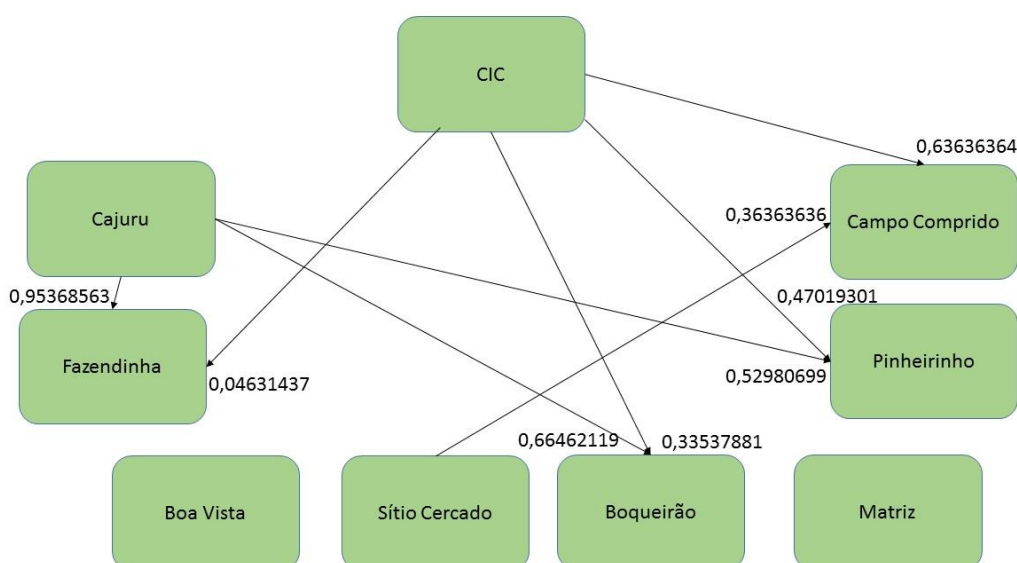 CIC
0,63636364
Cajuru
0,36363636
Campo Comprido
0,95368563
0,47019301
Fazendinha
0,04631437
Pinheirinho
0,52980699
0,66462119
0,33537881
Boa Vista
Sítio Cercado
Boqueirão
Matriz